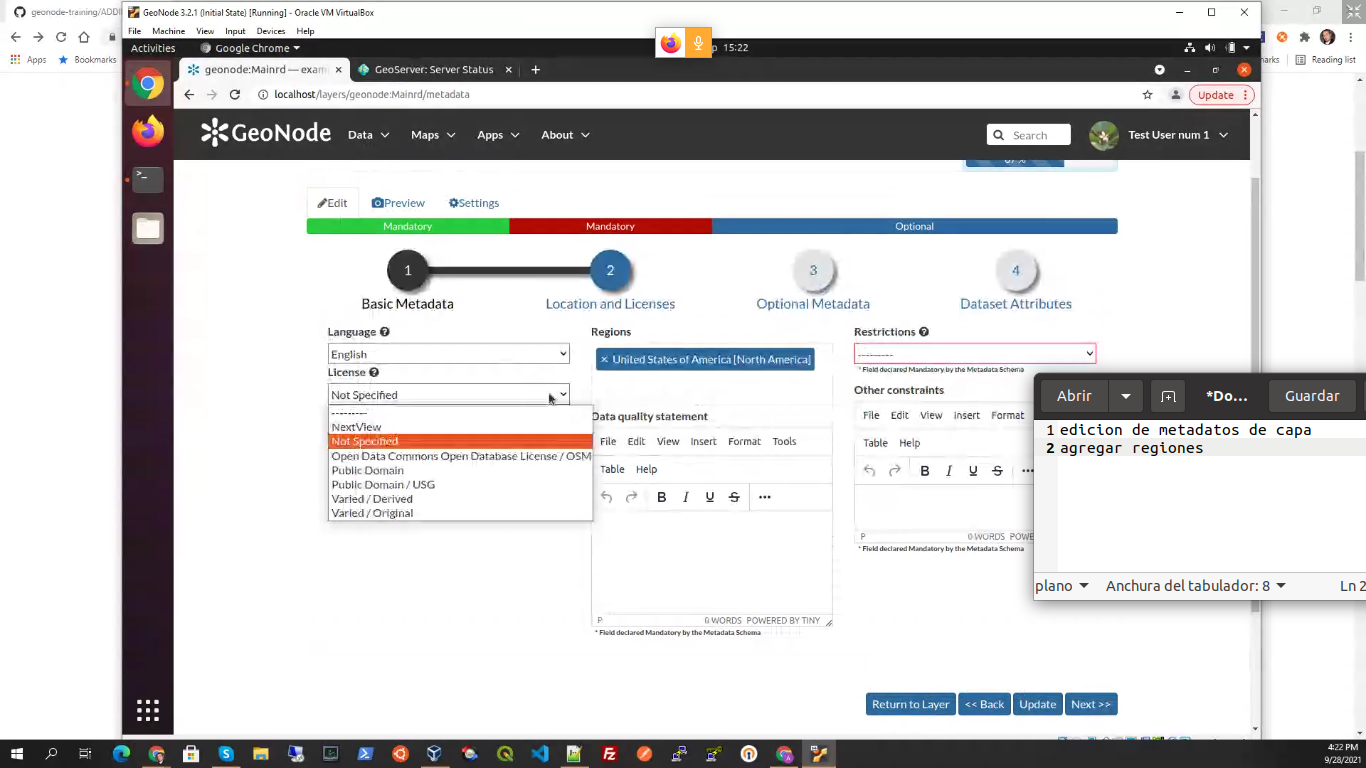 geonode-training/ADDI
GeoNode 3.2.1 (Initial State) [Running] - Oracle VM VirtualBox
File Machine View Input Devices Help
Apps Bookmarks
Reading list
Activities Google Chrome 15:22
geonode:Mainrd — exam GeoServer: Server Status
localhost/layers/geonode:Mainrd/metadata
Update
GeoNode Data Maps Apps About Search Test User num 1
Edit Preview Settings
Mandatory Mandatory Optional
1 2 3 4
Basic Metadata Location and Licenses Optional Metadata Dataset Attributes
Language
English
License
Not Specified
---------
NextView
Not Specified
Open Data Commons Open Database License / OSM
Public Domain
Public Domain / USG
Varied / Derived
Varied / Original
Regions
× United States of America [North America]
Data quality statement
File Edit View Insert Format Tools
Table Help
B I U S ...
P 0 WORDS POWERED BY TINY
* Field declared Mandatory by the Metadata Schema
Restrictions
---------
* Field declared Mandatory by the Metadata Schema
Other constraints
File Edit View Insert Format
Table Help
B I U S
P 0 WORDS POWE
* Field declared Mandatory by the Metadata Schema
Return to Layer << Back Update Next >>
Abrir *Do... Guardar
1 edicion de metadatos de capa
2 agregar regiones
plano Anchura del tabulador: 8 Ln 2
4:22 PM
9/28/2021